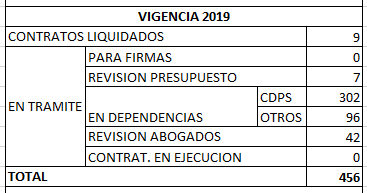 VIGENCIA 2019
CONTRATOS LIQUIDADOS 9
PARA FIRMAS 0
REVISION PRESUPUESTO 7
EN TRAMITE
CDPS 302
EN DEPENDENCIAS OTROS 96
REVISION ABOGADOS 42
CONTRAT. EN EJECUCION 0
TOTAL 456